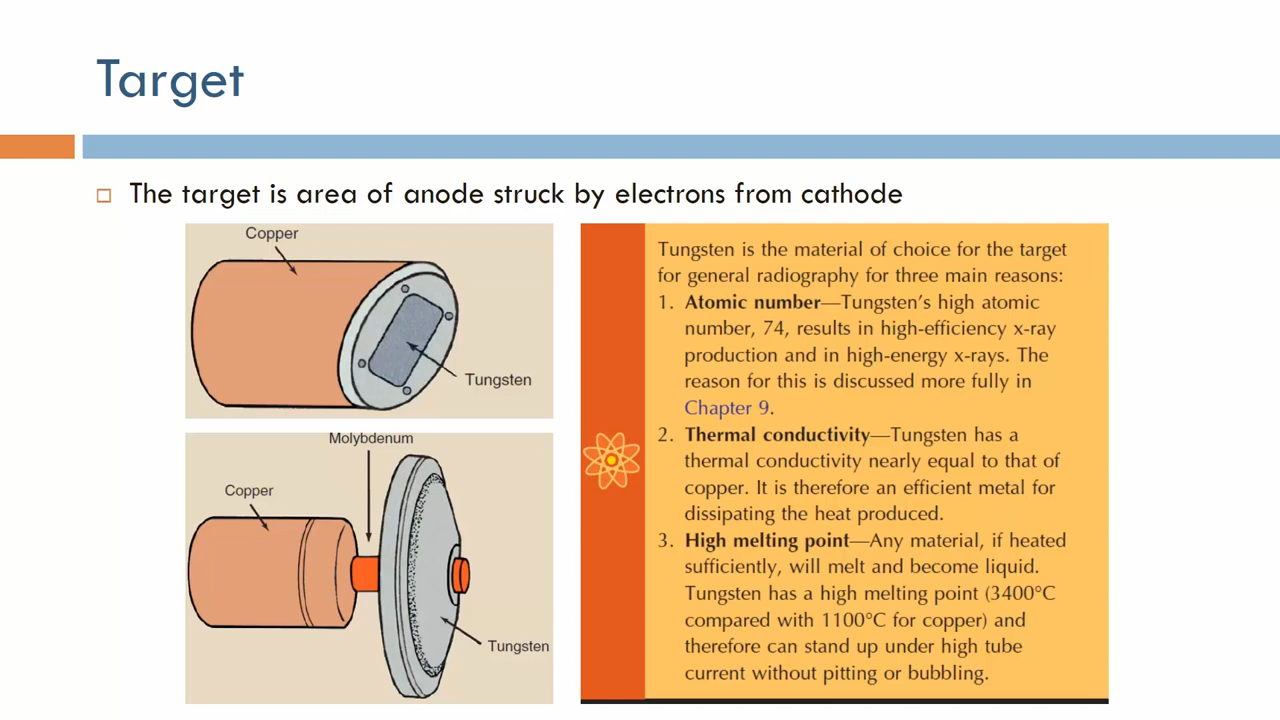 Target
The target is area of anode struck by electrons from cathode
Copper
Tungsten
Molybdenum
Copper
Tungsten
Tungsten is the material of choice for the target
for general radiography for three main reasons:
1. Atomic number—Tungsten's high atomic
number, 74, results in high-efficiency x-ray
production and in high-energy x-rays. The
reason for this is discussed more fully in
Chapter 9.
2. Thermal conductivity—Tungsten has a
thermal conductivity nearly equal to that of
copper. It is therefore an efficient metal for
dissipating the heat produced.
3. High melting point—Any material, if heated
sufficiently, will melt and become liquid.
Tungsten has a high melting point (3400°C
compared with 1100°C for copper) and
therefore can stand up under high tube
current without pitting or bubbling.